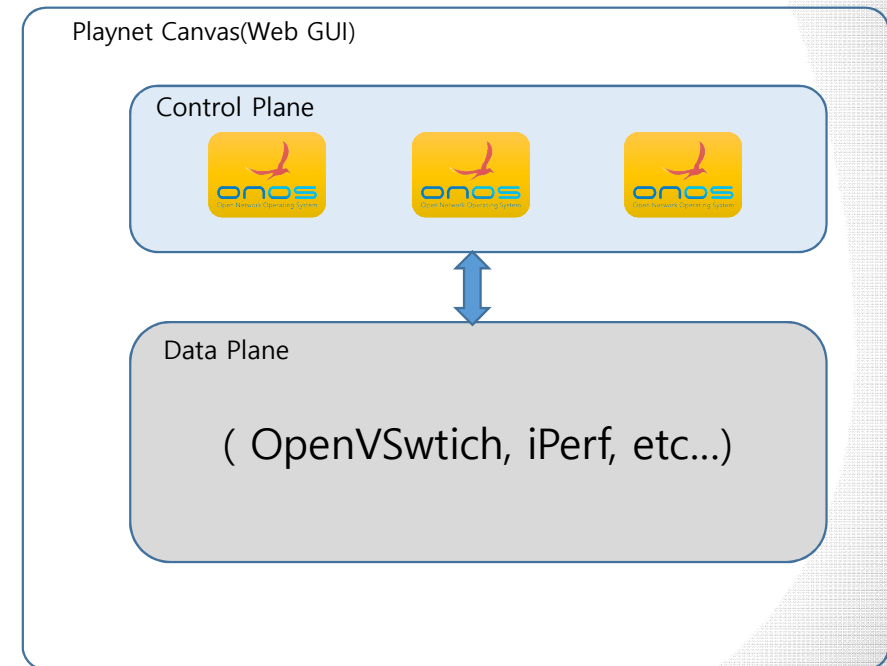 Playnet Canvas(Web GUI)
Control Plane
onos
Open Network Operating System
onos
Open Network Operating System
onos
Open Network Operating System
Data Plane
( OpenVSwtich, iPerf, etc...)